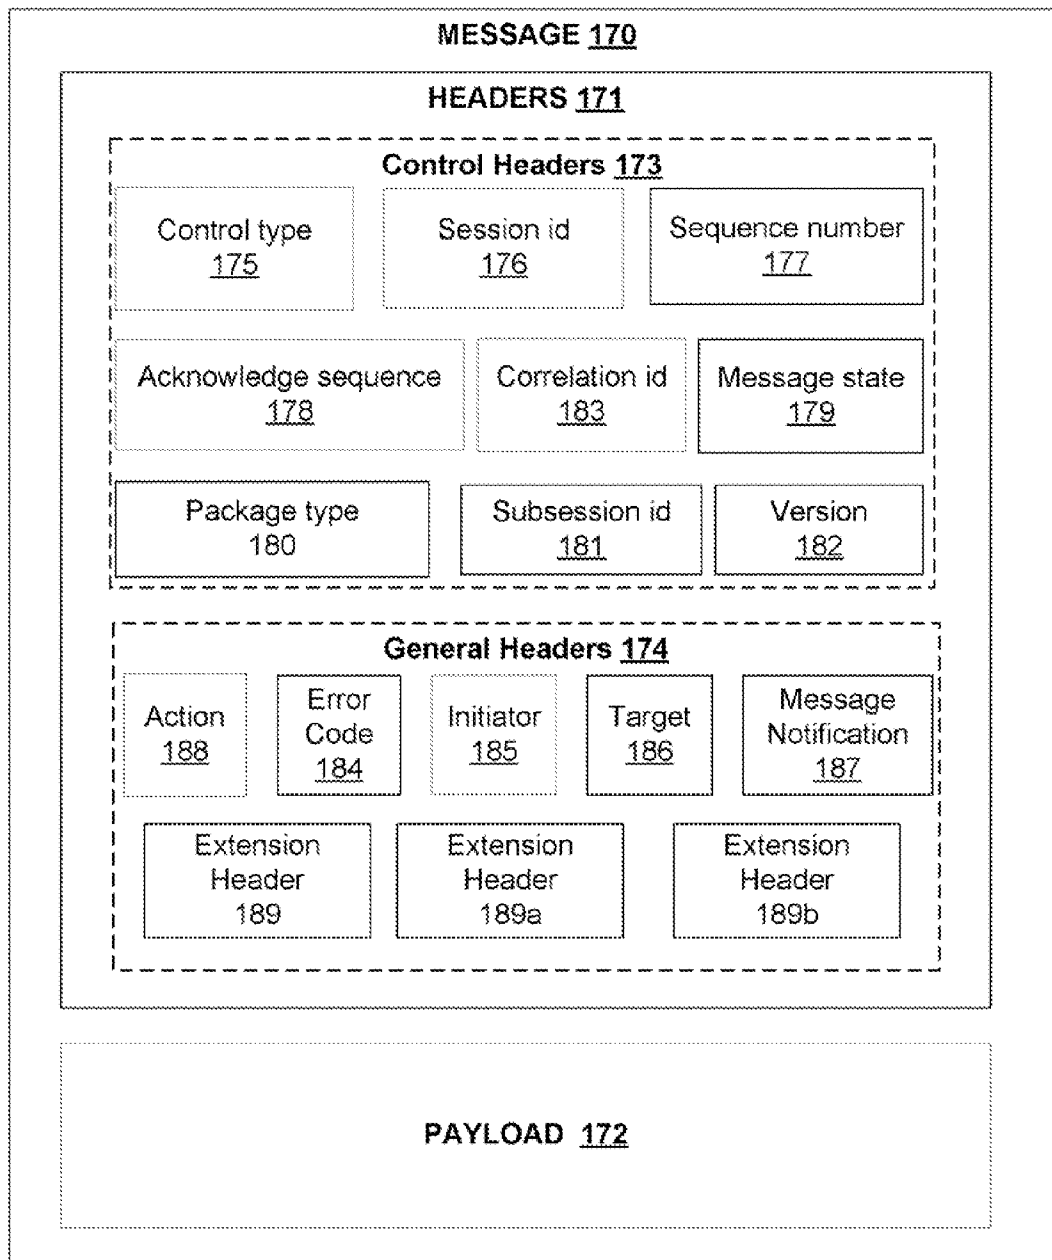 MESSAGE 170
HEADERS 171
Control Headers 173
Control type
175
Session id
176
Sequence number
177
Acknowledge sequence
178
Correlation id
183
Message state
179
Package type
180
Subsession id
181
Version
182
General Headers 174
Action
188
Error
Code
184
Initiator
185
Target
186
Message
Notification
187
Extension
Header
189
Extension
Header
189a
Extension
Header
189b
PAYLOAD 172